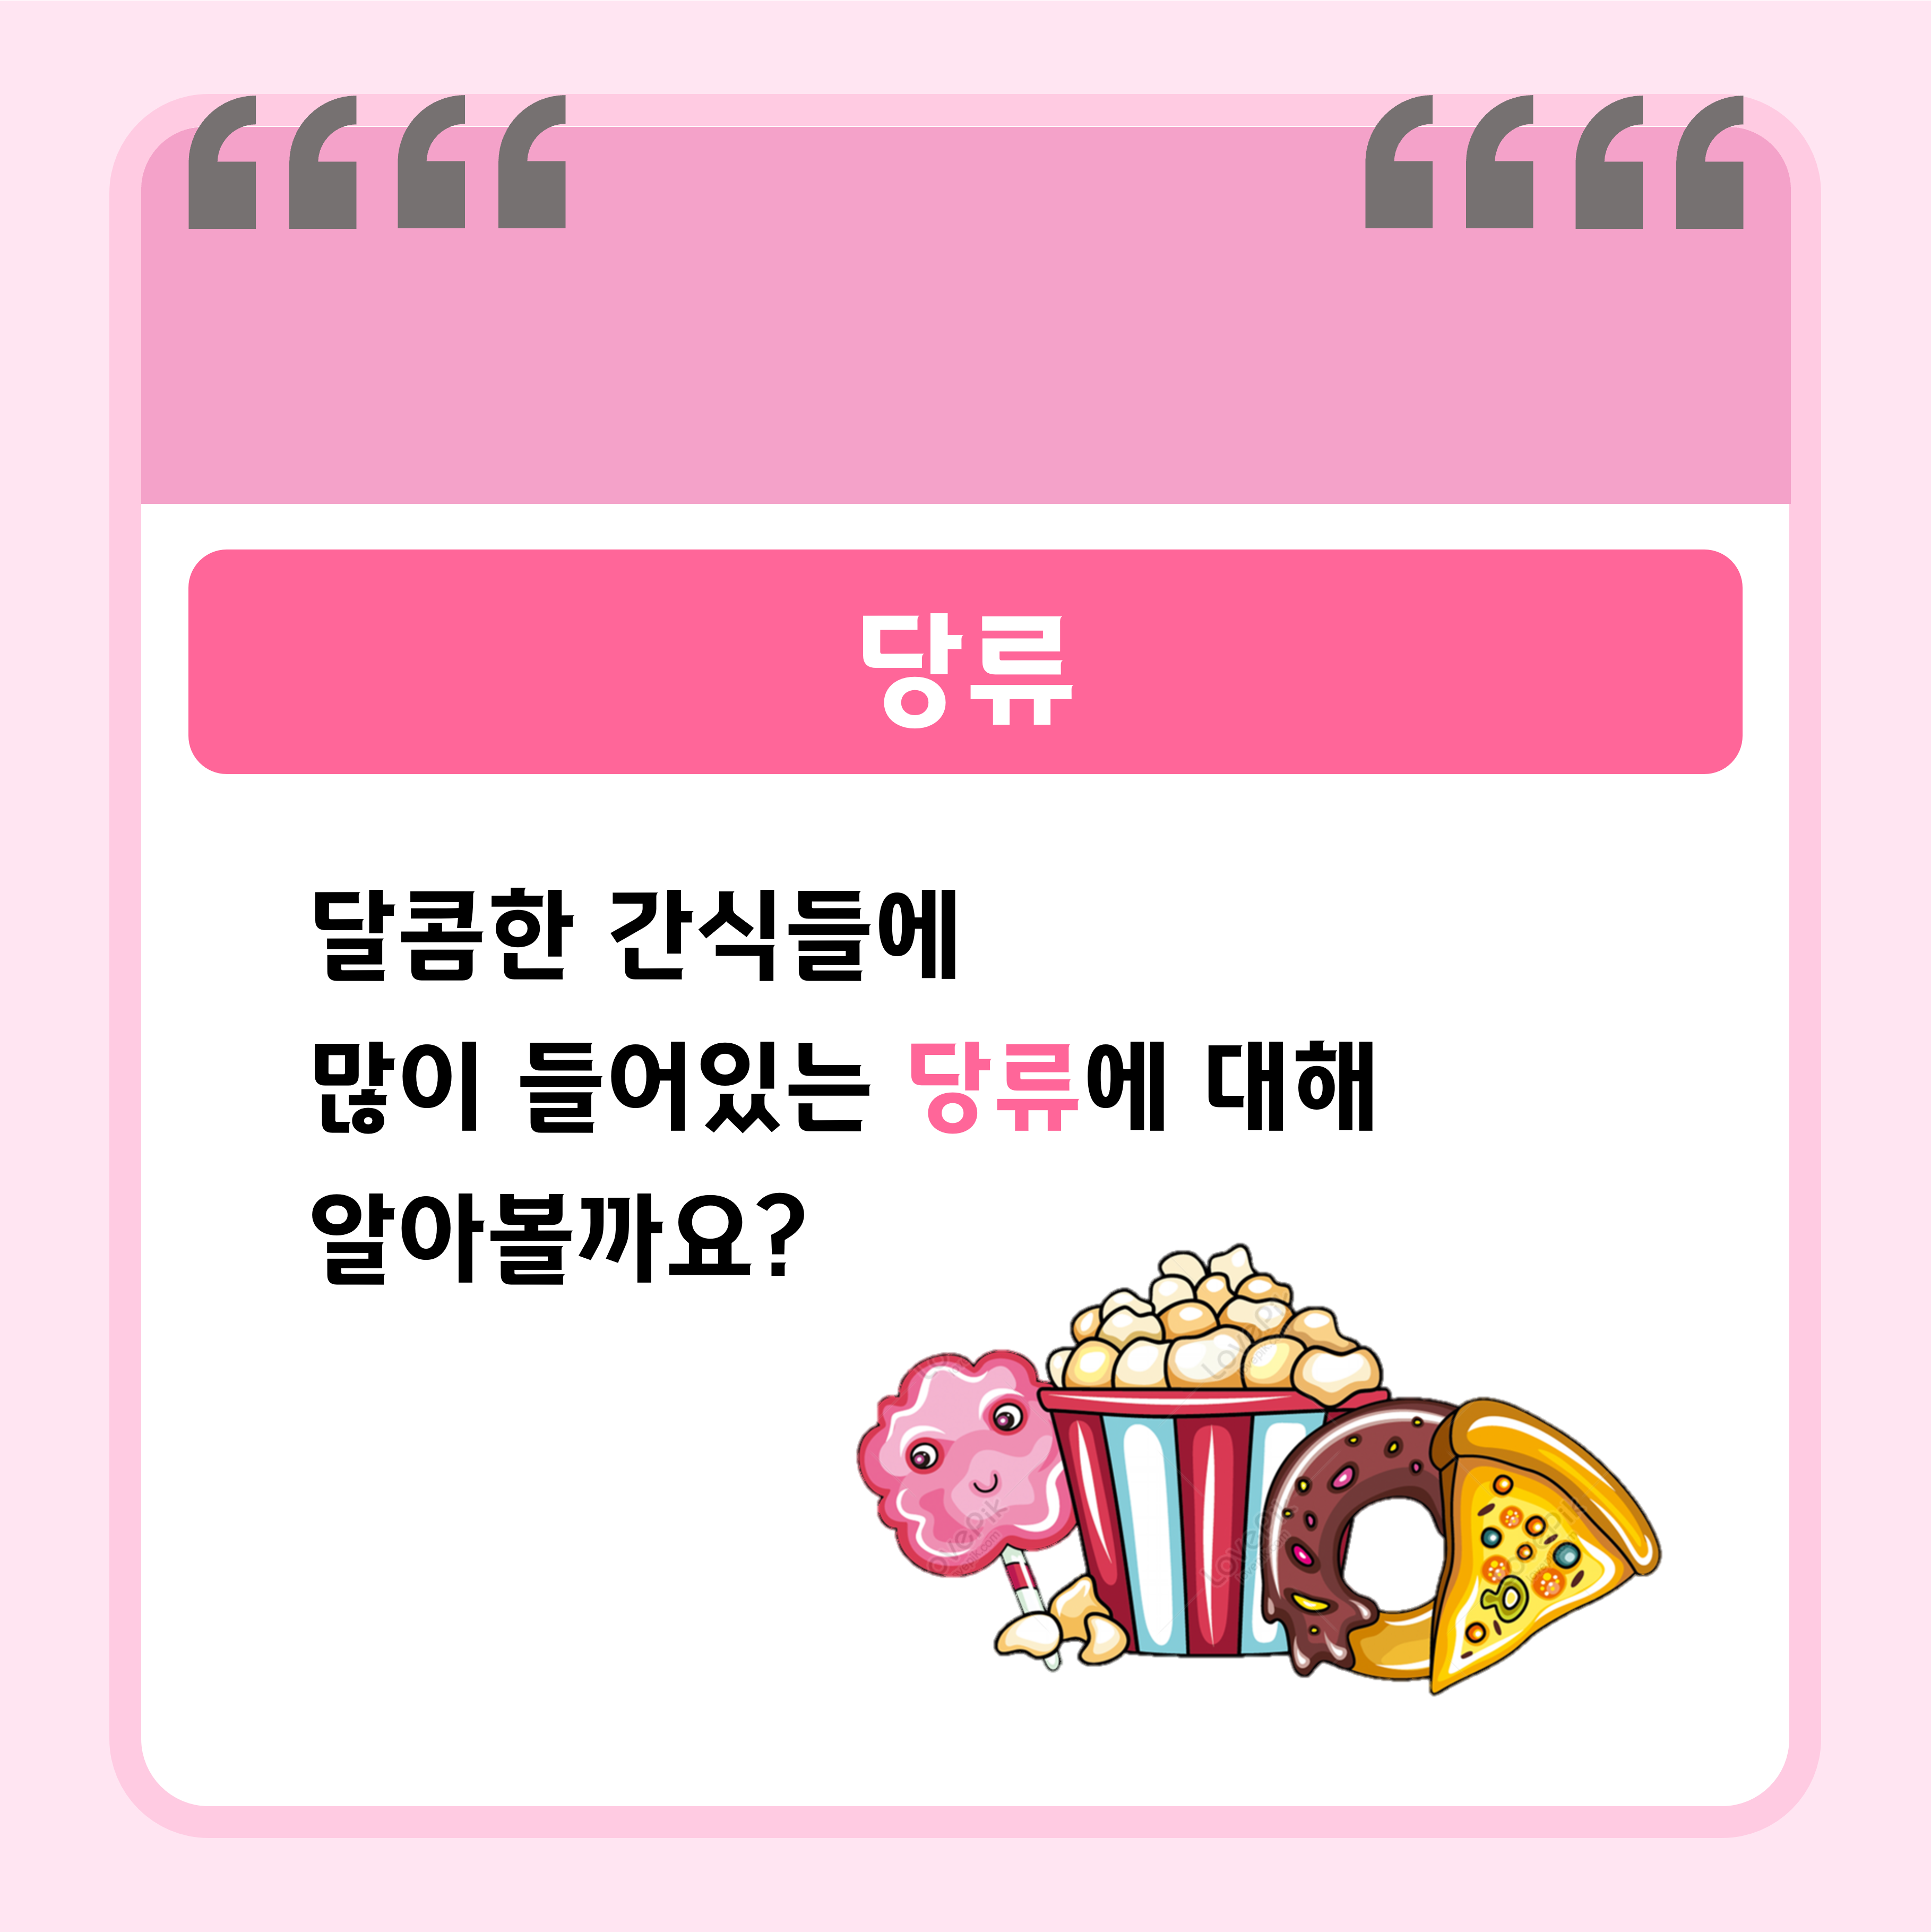 당류
달콤한 간식들에
많이 들어있는 당류에 대해
알아볼까요?